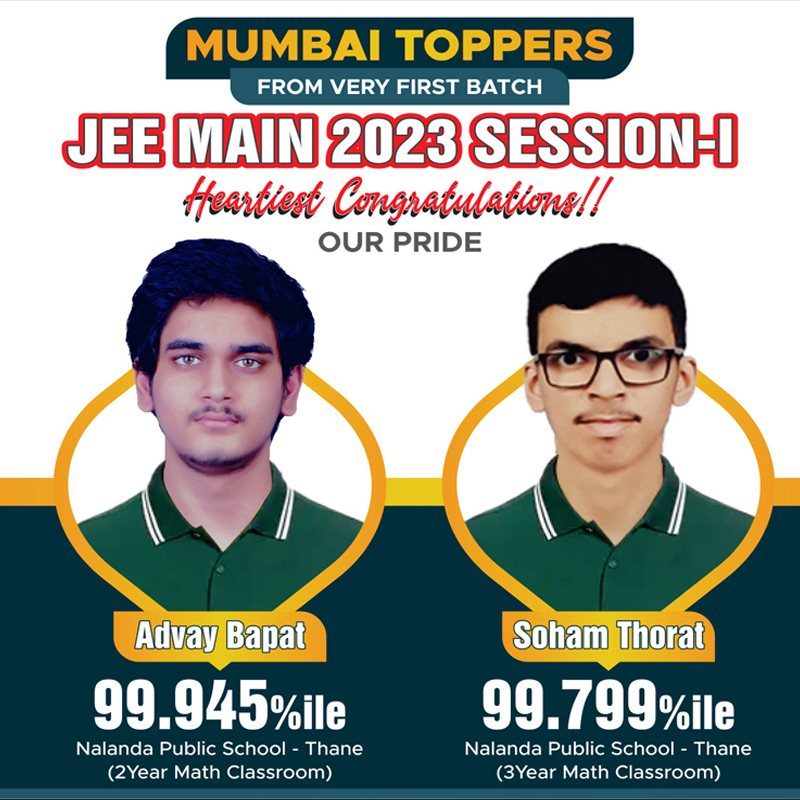 MUMBAI TOPPERS
FROM VERY FIRST BATCH
JEE MAIN 2023 SESSION-I
Heartiest Congratulations!!
OUR PRIDE
Advay Bapat
99.945%ile
Nalanda Public School - Thane
(2Year Math Classroom)
Soham Thorat
99.799%ile
Nalanda Public School - Thane
(3Year Math Classroom)